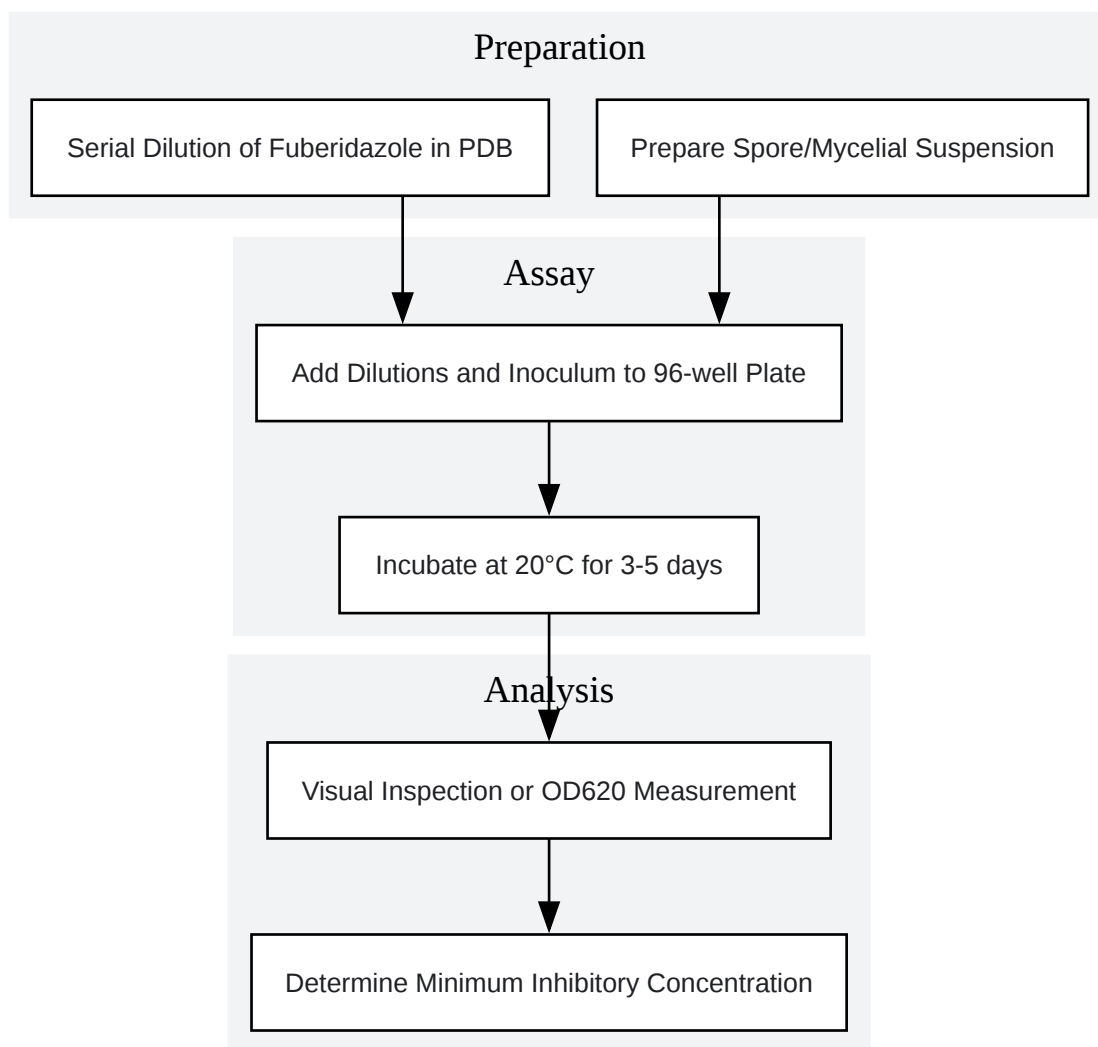 Preparation
Serial Dilution of Fuberidazole in PDB
Prepare Spore/Mycelial Suspension
Assay
Add Dilutions and Inoculum to 96-well Plate
Incubate at 20°C for 3-5 days
Analysis
Visual Inspection or OD620 Measurement
Determine Minimum Inhibitory Concentration